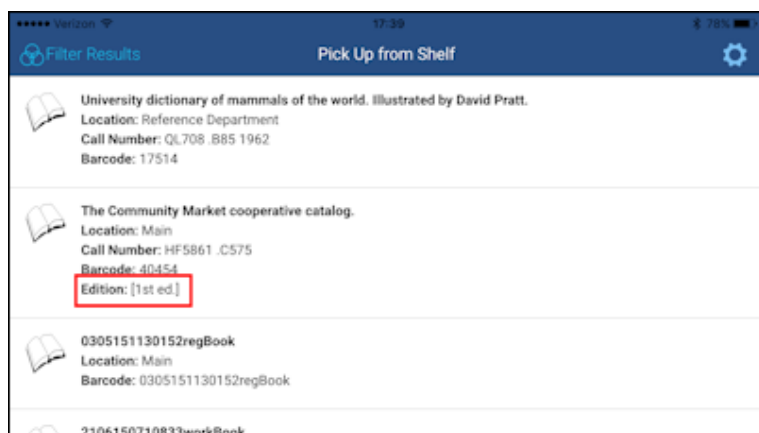 Verizon 17:39 78%
Filter Results Pick Up from Shelf
University dictionary of mammals of the world. Illustrated by David Pratt.
Location: Reference Department
Call Number: QL708 .B85 1962
Barcode: 17514
The Community Market cooperative catalog.
Location: Main
Call Number: HF5861 .C575
Barcode: 40454
Edition: [1st ed.]
0305151130152regBook
Location: Main
Barcode: 0305151130152regBook
2106150710833workBook